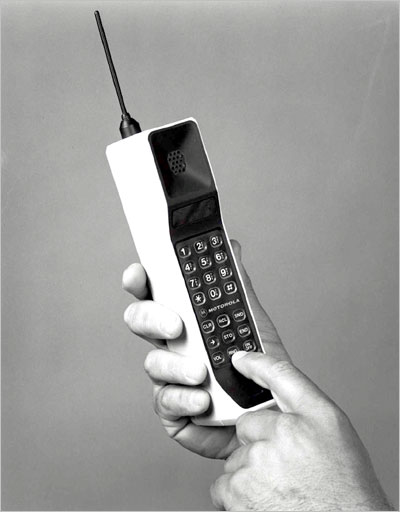 1 2 3
4 5 6
7 8 9
* 0 #
MOTOROLA
CLR RCL SND
STO END
VOL